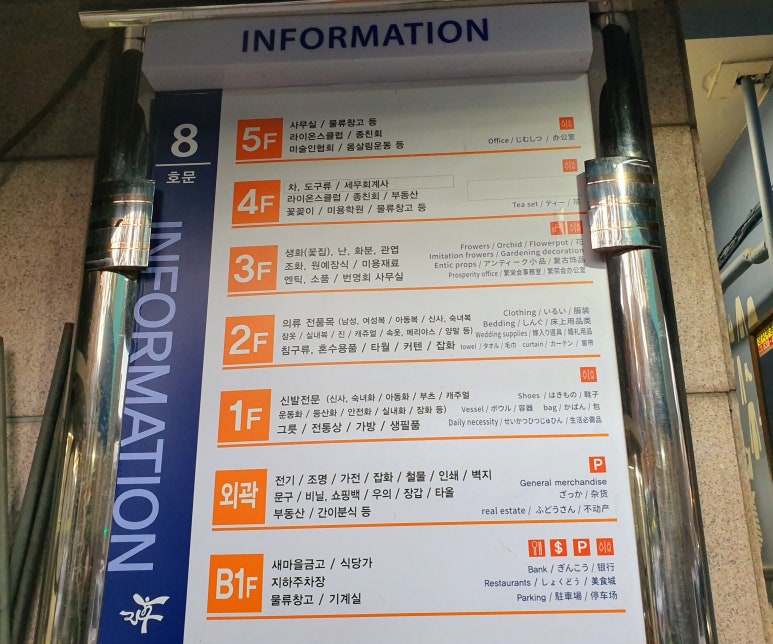 INFORMATION
8
호문
INFORMATION
5F
사무실 / 물류창고 등
라이온스클럽 / 종친회
미술인협회 / 몸살림운동 등
Office / じむしつ / 办公室
4F
차, 도구류 / 세무회계사
라이온스클럽 / 종친회 / 부동산
꽃꽂이 / 미용학원 / 물류창고 등
Tea set / ティー / 茶
3F
생화(꽃집), 난, 화분, 관엽
조화, 원예장식 / 미용재료
엔틱, 소품 / 번영회 사무실
Frowers / Orchid / Flowerpot / 花
Imitation frowers / Gardening decoration
Entic props / アンティーク小品 / 复古饰品
Prosperity office / 繁栄会事務室 / 繁荣会办公室
2F
의류 전품목 (남성, 여성복 / 아동복 / 신사, 숙녀복
잠옷 / 실내복 / 진 / 캐쥬얼 / 속옷, 메리야스 / 양말 등)
침구류, 혼수용품 / 타월 / 커텐 / 잡화
Clothing / いるい / 服装
Bedding / しんぐ / 床上用品类
Wedding supplies / 嫁入り道具 / 婚礼用品
towel / タオル / 毛巾 curtain / カーテン / 窗帘
1F
신발전문 (신사, 숙녀화 / 아동화 / 부츠 / 캐주얼
운동화 / 등산화 / 안전화 / 실내화 / 장화 등)
그릇 / 전통상 / 가방 / 생필품
Shoes / はきもの / 鞋子
Vessel / ボウル / 容器 bag / かばん / 包
Daily necessity / せいかつひつじゅひん / 生活必需品
외곽
전기 / 조명 / 가전 / 잡화 / 철물 / 인쇄 / 벽지
문구 / 비닐, 쇼핑백 / 우의 / 장갑 / 타올
부동산 / 간이분식 등
P
General merchandise
ざっか / 杂货
real estate / ふどうさん / 不动产
B1F
새마을금고 / 식당가
지하주차장
물류창고 / 기계실
$ P
Bank / ぎんこう / 银行
Restaurants / しょくどう / 美食城
Parking / 駐車場 / 停车场